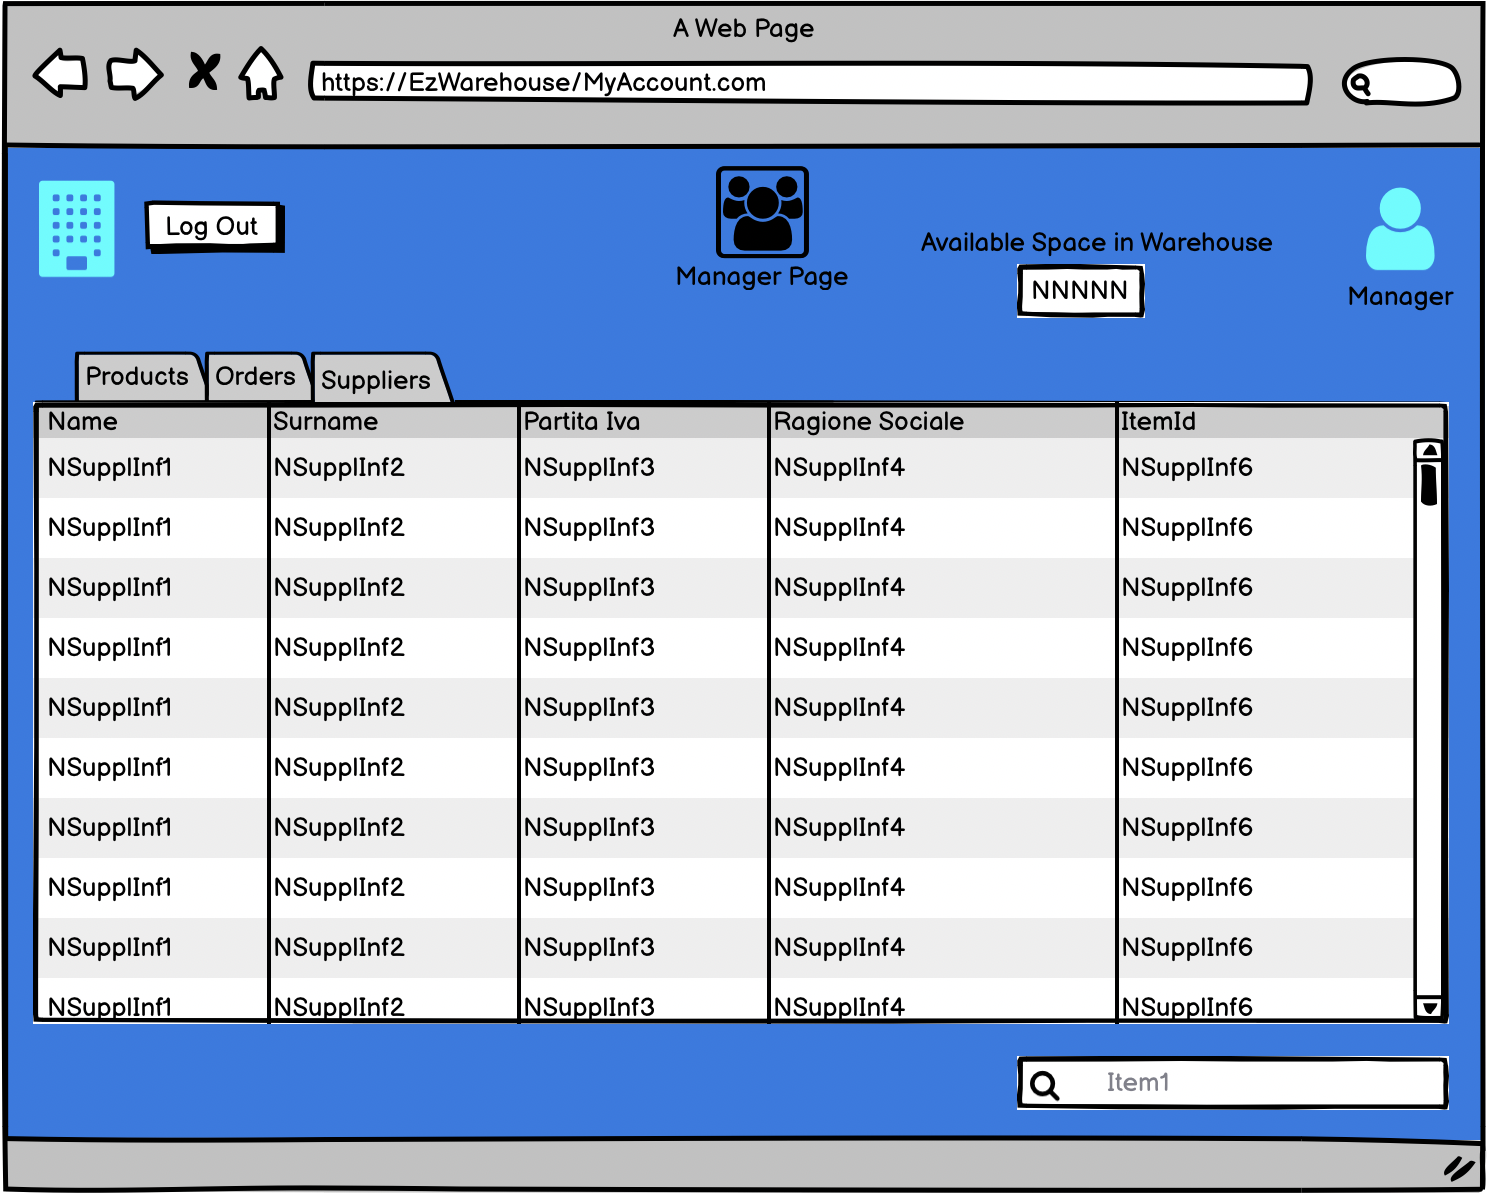 A Web Page
https://EzWarehouse/MyAccount.com
Log Out
Manager Page
Available Space in Warehouse
NNNNN
Manager
Products Orders Suppliers
Name Surname Partita Iva Ragione Sociale ItemId
NSupplInf1 NSupplInf2 NSupplInf3 NSupplInf4 NSupplInf6
NSupplInf1 NSupplInf2 NSupplInf3 NSupplInf4 NSupplInf6
NSupplInf1 NSupplInf2 NSupplInf3 NSupplInf4 NSupplInf6
NSupplInf1 NSupplInf2 NSupplInf3 NSupplInf4 NSupplInf6
NSupplInf1 NSupplInf2 NSupplInf3 NSupplInf4 NSupplInf6
NSupplInf1 NSupplInf2 NSupplInf3 NSupplInf4 NSupplInf6
NSupplInf1 NSupplInf2 NSupplInf3 NSupplInf4 NSupplInf6
NSupplInf1 NSupplInf2 NSupplInf3 NSupplInf4 NSupplInf6
NSupplInf1 NSupplInf2 NSupplInf3 NSupplInf4 NSupplInf6
NSupplInf1 NSupplInf2 NSupplInf3 NSupplInf4 NSupplInf6
Item1